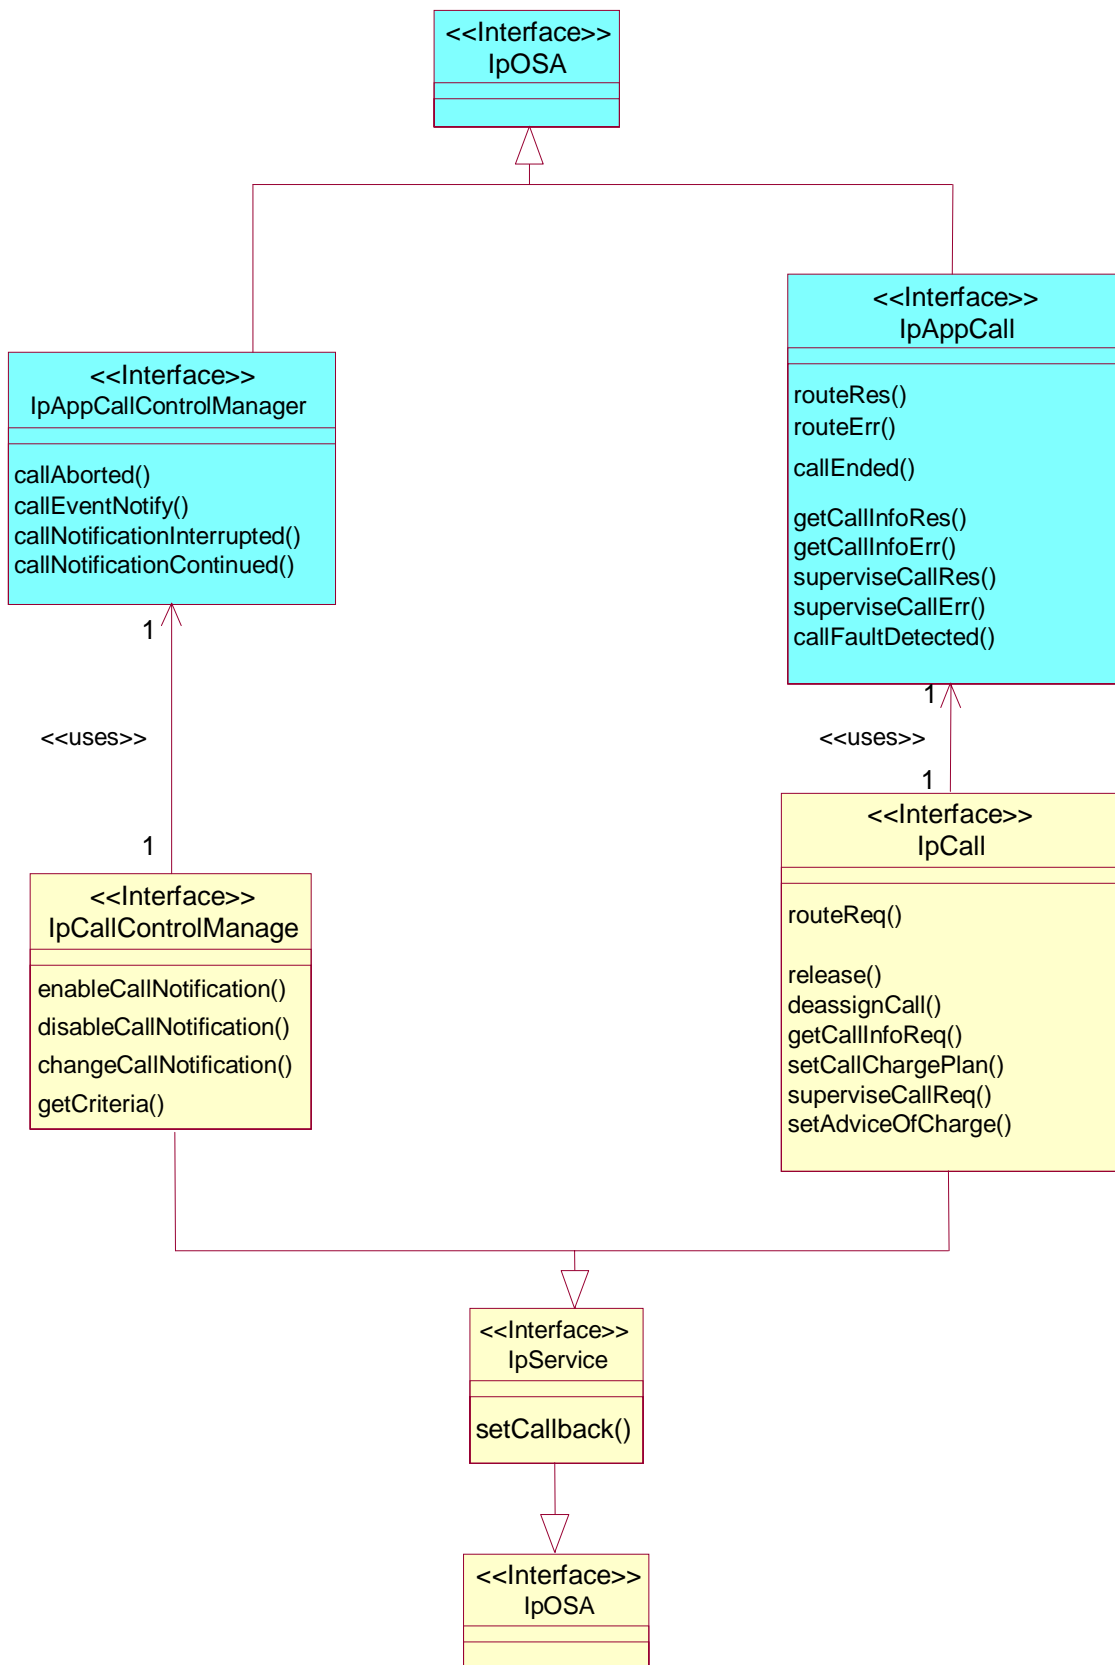 <<Interface>>
IpOSA
<<Interface>>
IpAppCall
routeRes()
routeErr()
callEnded()
getCallInfoRes()
getCallInfoErr()
superviseCallRes()
superviseCallErr()
callFaultDetected()
<<Interface>>
IpAppCallControlManager
callAborted()
callEventNotify()
callNotificationInterrupted()
callNotificationContinued()
1
1
<<uses>>
<<uses>>
1
1
<<Interface>>
IpCall
routeReq()
release()
deassignCall()
getCallInfoReq()
setCallChargePlan()
superviseCallReq()
setAdviceOfCharge()
<<Interface>>
IpCallControlManage
enableCallNotification()
disableCallNotification()
changeCallNotification()
getCriteria()
<<Interface>>
IpService
setCallback()
<<Interface>>
IpOSA